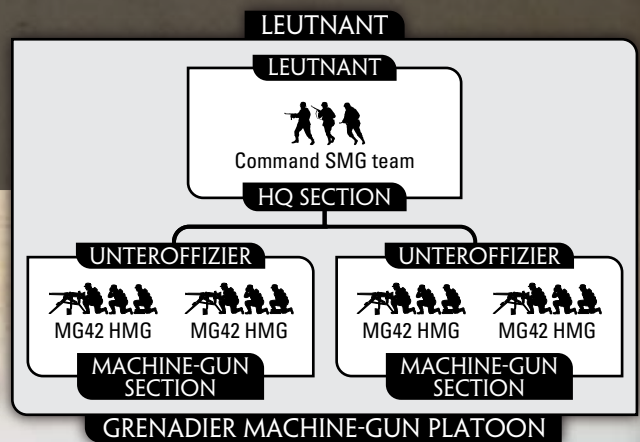 LEUTNANT
LEUTNANT
Command SMG team
HQ SECTION
UNTEROFFIZIER UNTEROFFIZIER
MG42 HMG MG42 HMG MG42 HMG MG42 HMG
MACHINE-GUN MACHINE-GUN
SECTION SECTION
GRENADIER MACHINE-GUN PLATOON